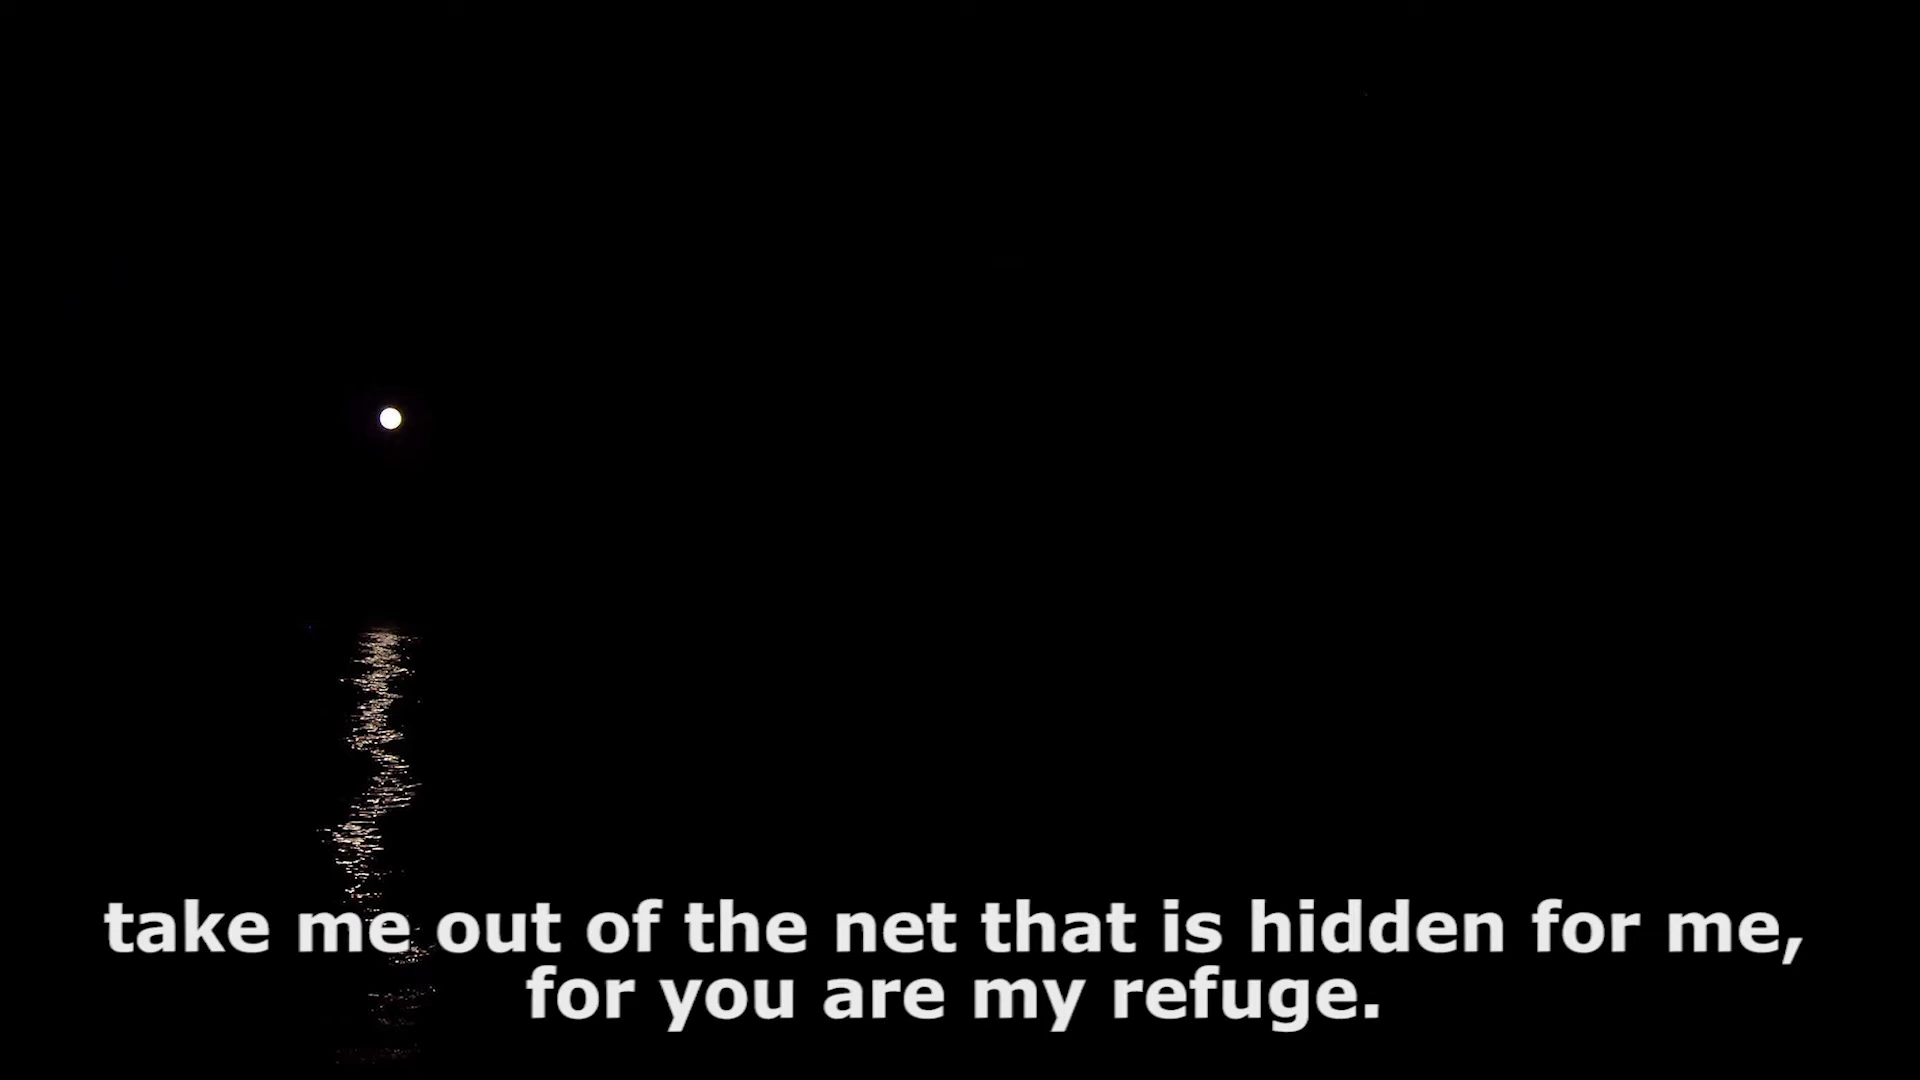 take me out of the net that is hidden for me,
for you are my refuge.